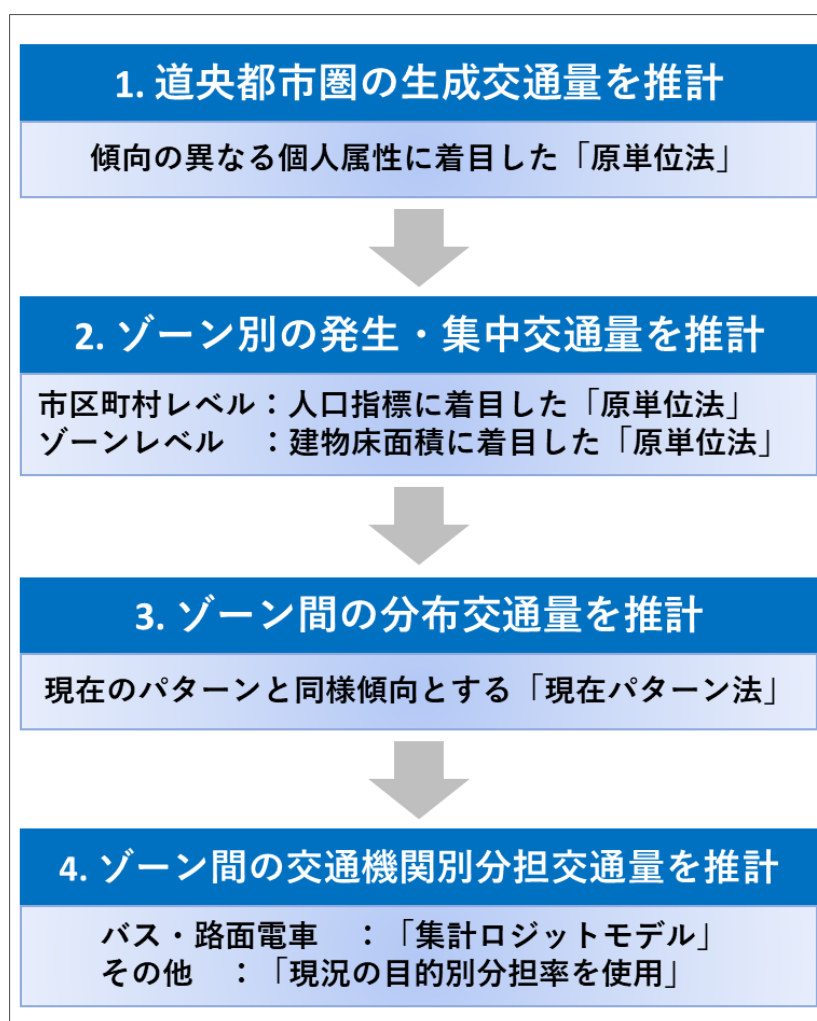 1. 道央都市圏の生成交通量を推計
傾向の異なる個人属性に着目した「原単位法」
2. ゾーン別の発生・集中交通量を推計
市区町村レベル：人口指標に着目した「原単位法」
ゾーンレベル　：建物床面積に着目した「原単位法」
3. ゾーン間の分布交通量を推計
現在のパターンと同様傾向とする「現在パターン法」
4. ゾーン間の交通機関別分担交通量を推計
バス・路面電車　：「集計ロジットモデル」
その他　：「現況の目的別分担率を使用」